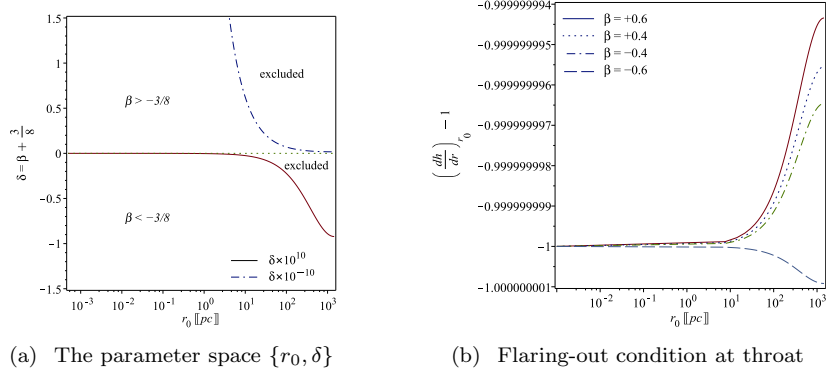 1.5
1
0.5
0
−0.5
−1
−1.5
δ = β + 3/8
excluded
β > −3/8
excluded
β < −3/8
δ×10^10
δ×10^−10
10^−3 10^−2 10^−1 10^0 10^1 10^2 10^3
r_0 ⟦pc⟧
(a) The parameter space {r_0, δ}
−0.999999994
−0.999999995
−0.999999996
−0.999999997
−0.999999998
−0.999999999
−1
−1.000000001
(dh/dr)_r_0 − 1
β = +0.6
β = +0.4
β = −0.4
β = −0.6
10^−2 10^−1 10^0 10^1 10^2 10^3
r_0 ⟦pc⟧
(b) Flaring-out condition at throat